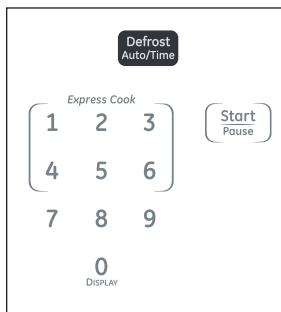 Defrost
Auto/Time
Express Cook
1 2 3
Start
Pause
4 5 6
7 8 9
0
DISPLAY